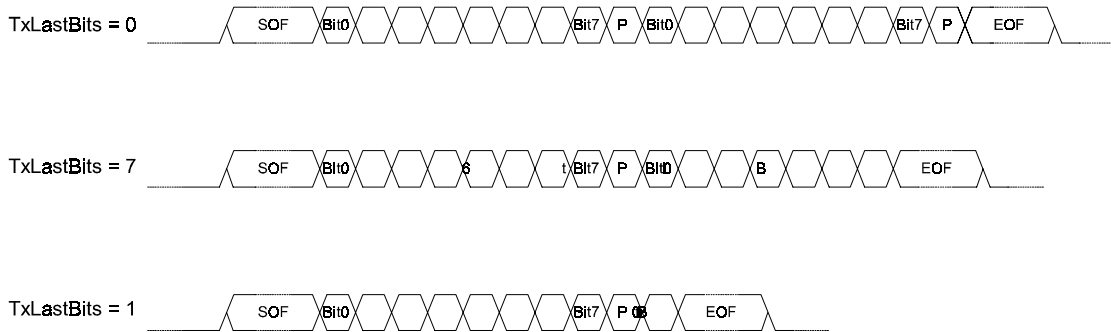 TxLastBits = 0 SOF Bit0 Bit7 P Bit0 Bit7 P EOF
TxLastBits = 7 SOF Bit0 6 t Bit7 P Bit0 B EOF
TxLastBits = 1 SOF Bit0 Bit7 P EOF